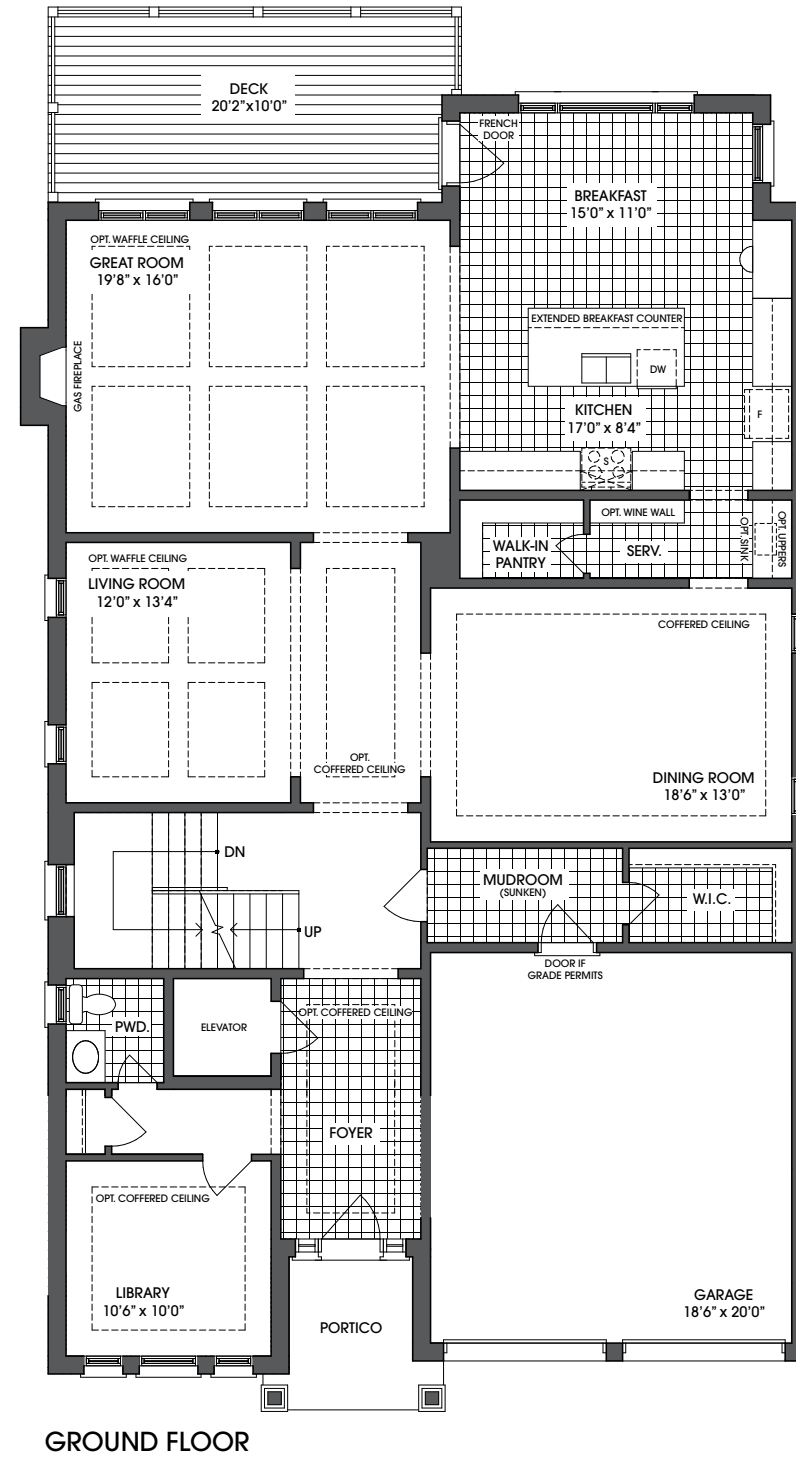 DECK
20'2"x10'0"
FRENCH
DOOR
BREAKFAST
15'0" x 11'0"
OPT. WAFFLE CEILING
GREAT ROOM
19'8" x 16'0"
GAS FIREPLACE
EXTENDED BREAKFAST COUNTER
DW
KITCHEN
17'0" x 8'4"
F
S
OPT. WINE WALL
WALK-IN
PANTRY
SERV.
OPT. SINK
OPT. UPPERS
OPT. WAFFLE CEILING
LIVING ROOM
12'0" x 13'4"
OPT.
COFFERED CEILING
COFFERED CEILING
DINING ROOM
18'6" x 13'0"
DN
UP
MUDROOM
(SUNKEN)
W.I.C.
DOOR IF
GRADE PERMITS
PWD.
ELEVATOR
OPT. COFFERED CEILING
FOYER
OPT. COFFERED CEILING
LIBRARY
10'6" x 10'0"
PORTICO
GARAGE
18'6" x 20'0"
GROUND FLOOR